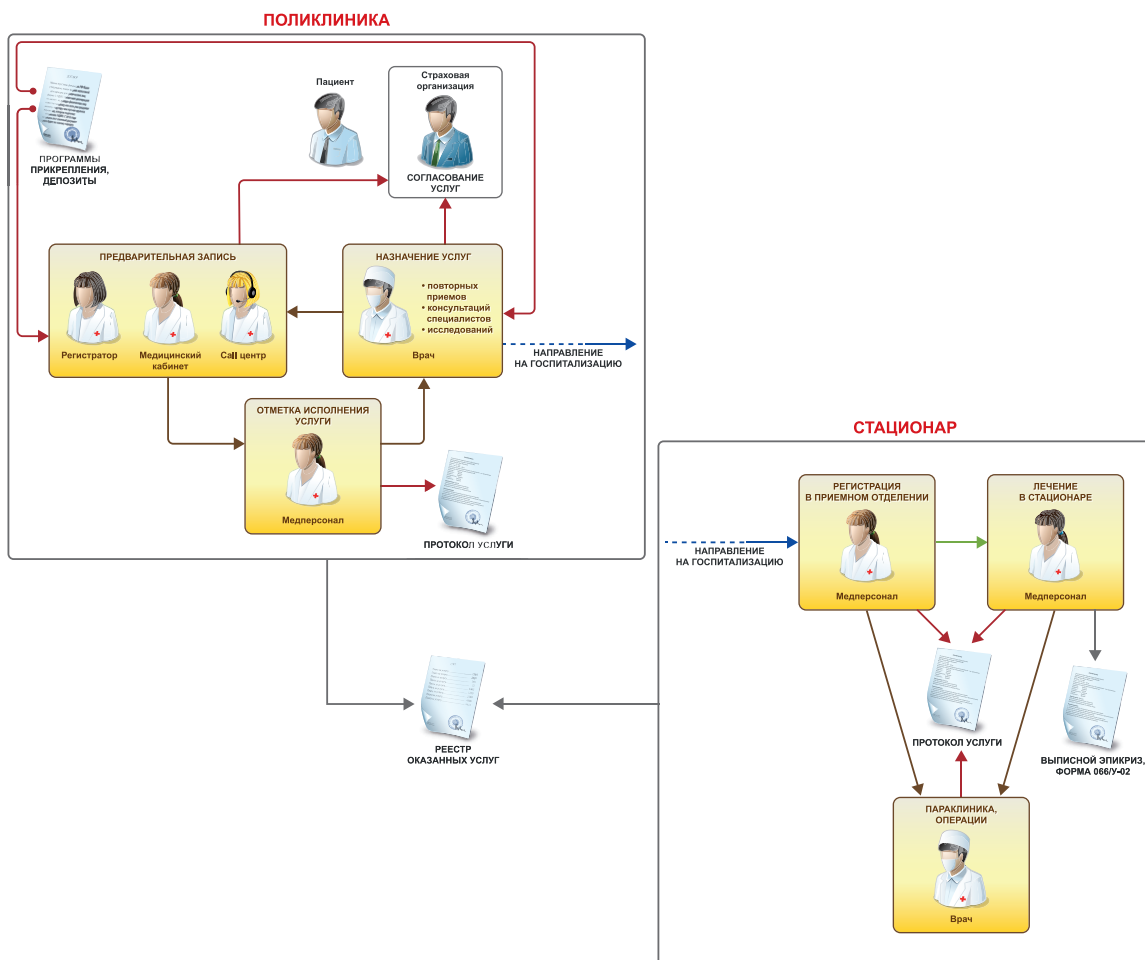 ПОЛИКЛИНИКА
Пациент
Страховая
организация
СОГЛАСОВАНИЕ
УСЛУГ
ПРОГРАММЫ
ПРИКРЕПЛЕНИЯ,
ДЕПОЗИТЫ
ПРЕДВАРИТЕЛЬНАЯ ЗАПИСЬ
Регистратор
Медицинский
кабинет
Call центр
НАЗНАЧЕНИЕ УСЛУГ
• повторных
приемов
• консультаций
специалистов
• исследований
Врач
НАПРАВЛЕНИЕ
НА ГОСПИТАЛИЗАЦИЮ
ОТМЕТКА ИСПОЛНЕНИЯ
УСЛУГИ
Медперсонал
ПРОТОКОЛ УСЛУГИ
СТАЦИОНАР
НАПРАВЛЕНИЕ
НА ГОСПИТАЛИЗАЦИЮ
РЕГИСТРАЦИЯ
В ПРИЕМНОМ ОТДЕЛЕНИИ
Медперсонал
ЛЕЧЕНИЕ
В СТАЦИОНАРЕ
Медперсонал
РЕЕСТР
ОКАЗАННЫХ УСЛУГ
ПРОТОКОЛ УСЛУГИ
ВЫПИСНОЙ ЭПИКРИЗ,
ФОРМА 066/У-02
ПАРАКЛИНИКА,
ОПЕРАЦИИ
Врач